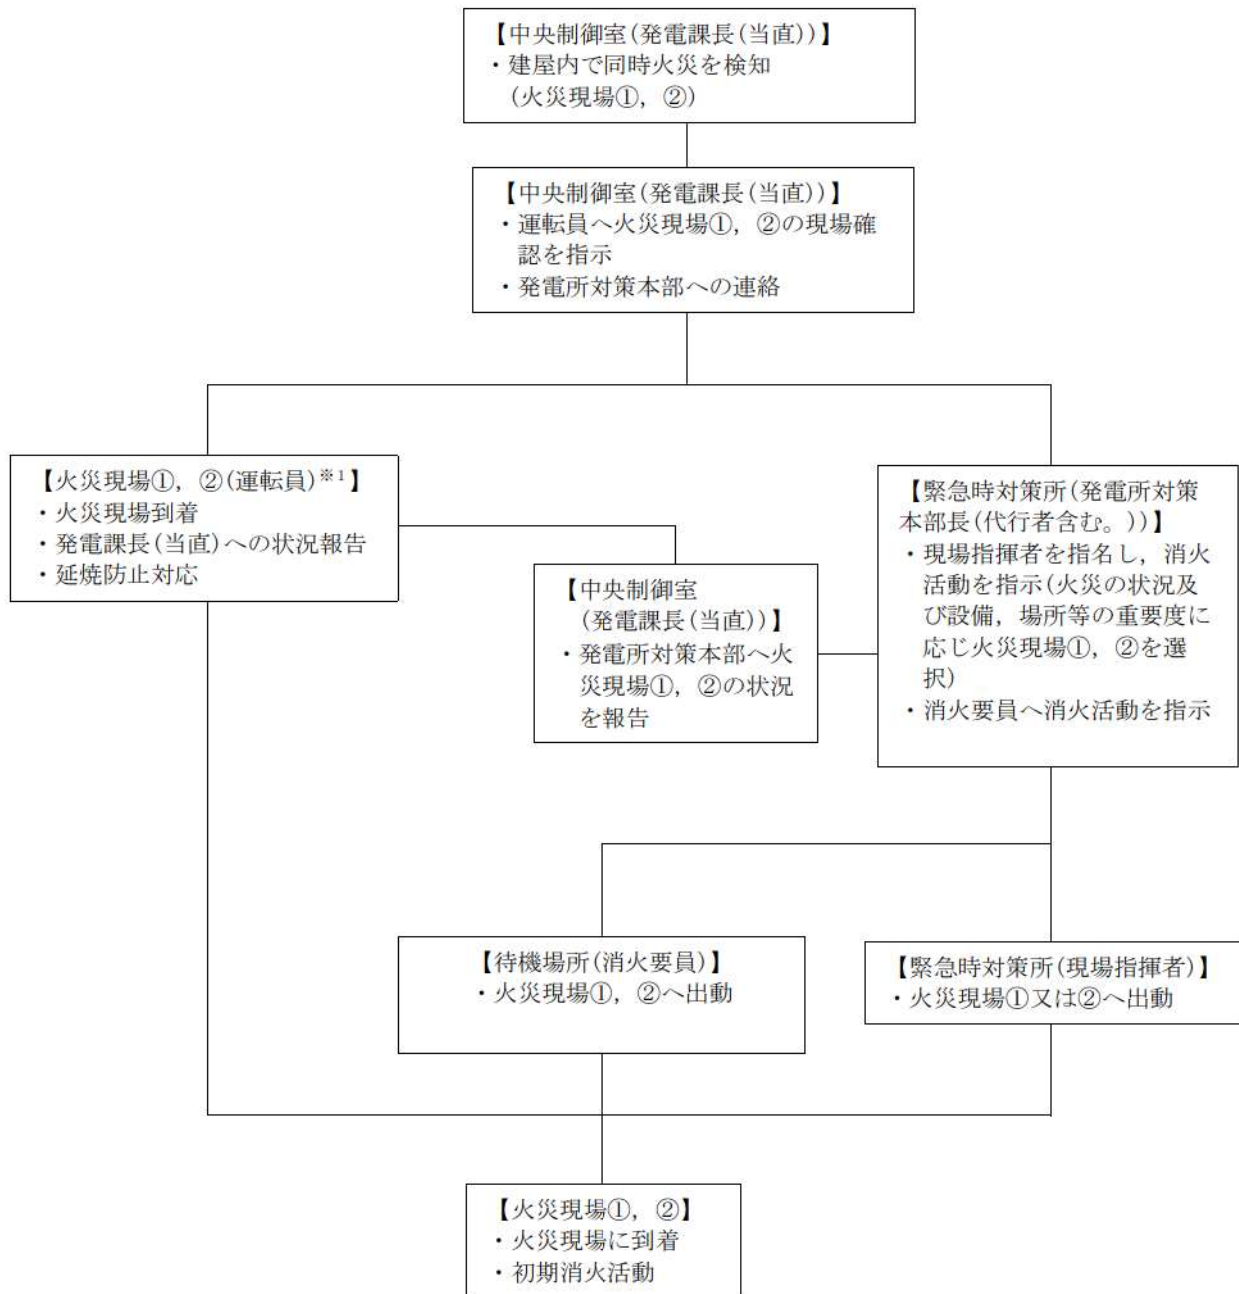 【中央制御室(発電課長(当直))】
・建屋内で同時火災を検知
(火災現場①，②)
【中央制御室(発電課長(当直))】
・運転員へ火災現場①，②の現場確
認を指示
・発電所対策本部への連絡
【火災現場①，②(運転員)※1】
・火災現場到着
・発電課長(当直)への状況報告
・延焼防止対応
【中央制御室
(発電課長(当直))】
・発電所対策本部へ火
災現場①，②の状況
を報告
【緊急時対策所(発電所対策
本部長(代行者含む。))】
・現場指揮者を指名し，消火
活動を指示(火災の状況及
び設備，場所等の重要度に
応じ火災現場①，②を選
択)
・消火要員へ消火活動を指示
【待機場所(消火要員)】
・火災現場①，②へ出動
【緊急時対策所(現場指揮者)】
・火災現場①又は②へ出動
【火災現場①，②】
・火災現場に到着
・初期消火活動